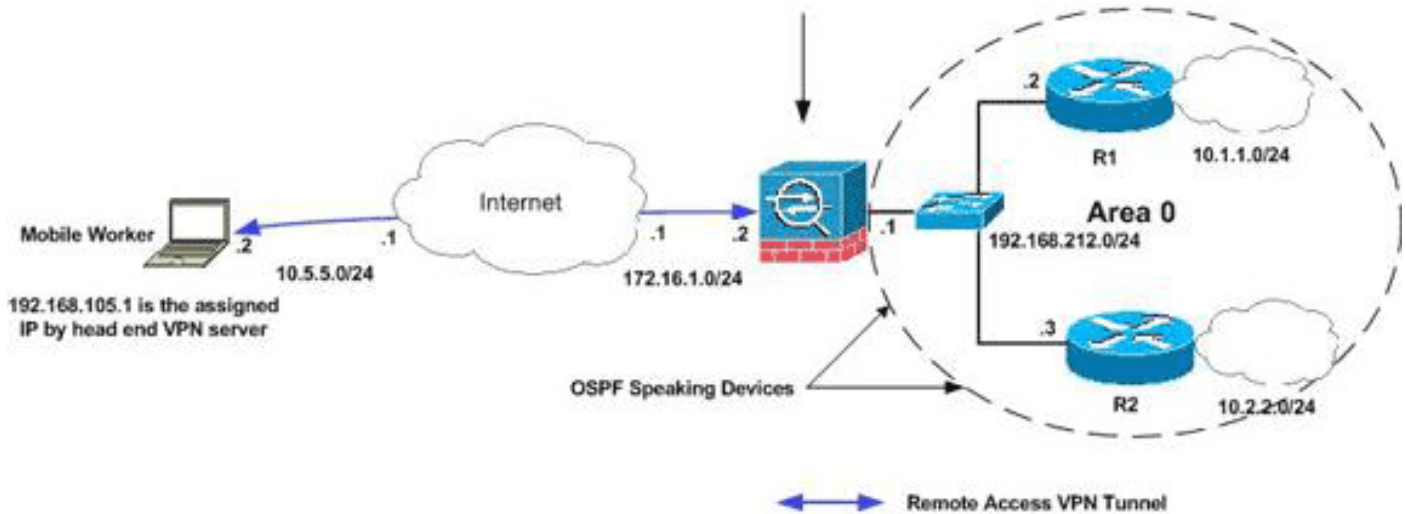 .2
R1
10.1.1.0/24
Internet
Area 0
Mobile Worker
.2
.1
.1
.2
.1
192.168.212.0/24
10.5.5.0/24
172.16.1.0/24
192.168.105.1 is the assigned
IP by head end VPN server
.3
R2
10.2.2.0/24
OSPF Speaking Devices
Remote Access VPN Tunnel